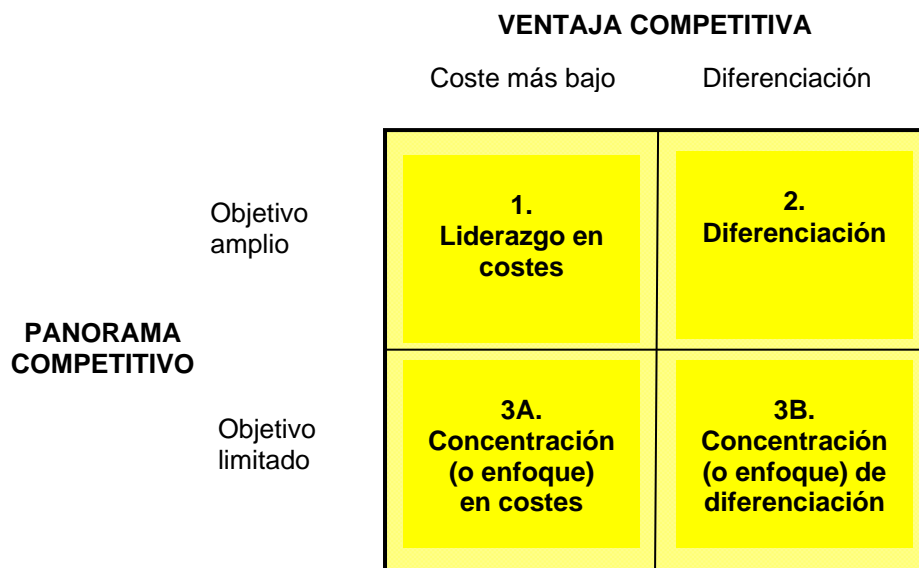 VENTAJA COMPETITIVA
Coste más bajo
Diferenciación
Objetivo
amplio
1.
Liderazgo en
costes
2.
Diferenciación
PANORAMA
COMPETITIVO
Objetivo
limitado
3A.
Concentración
(o enfoque)
en costes
3B.
Concentración
(o enfoque) de
diferenciación